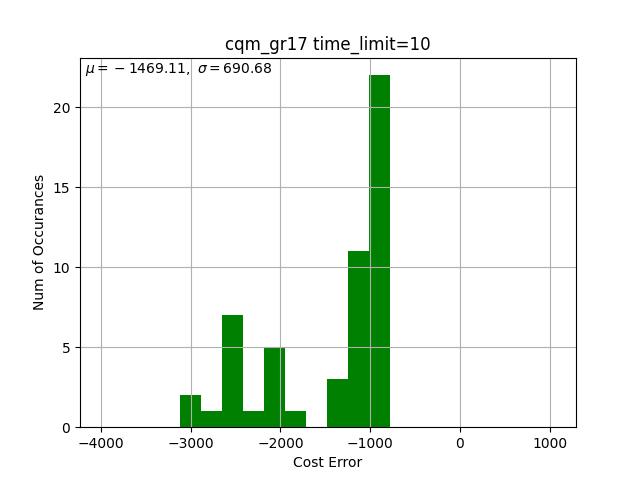 cqm_gr17 time_limit=10
μ = −1469.11, σ = 690.68
20
15
10
5
0
Num of Occurances
−4000 −3000 −2000 −1000 0 1000
Cost Error